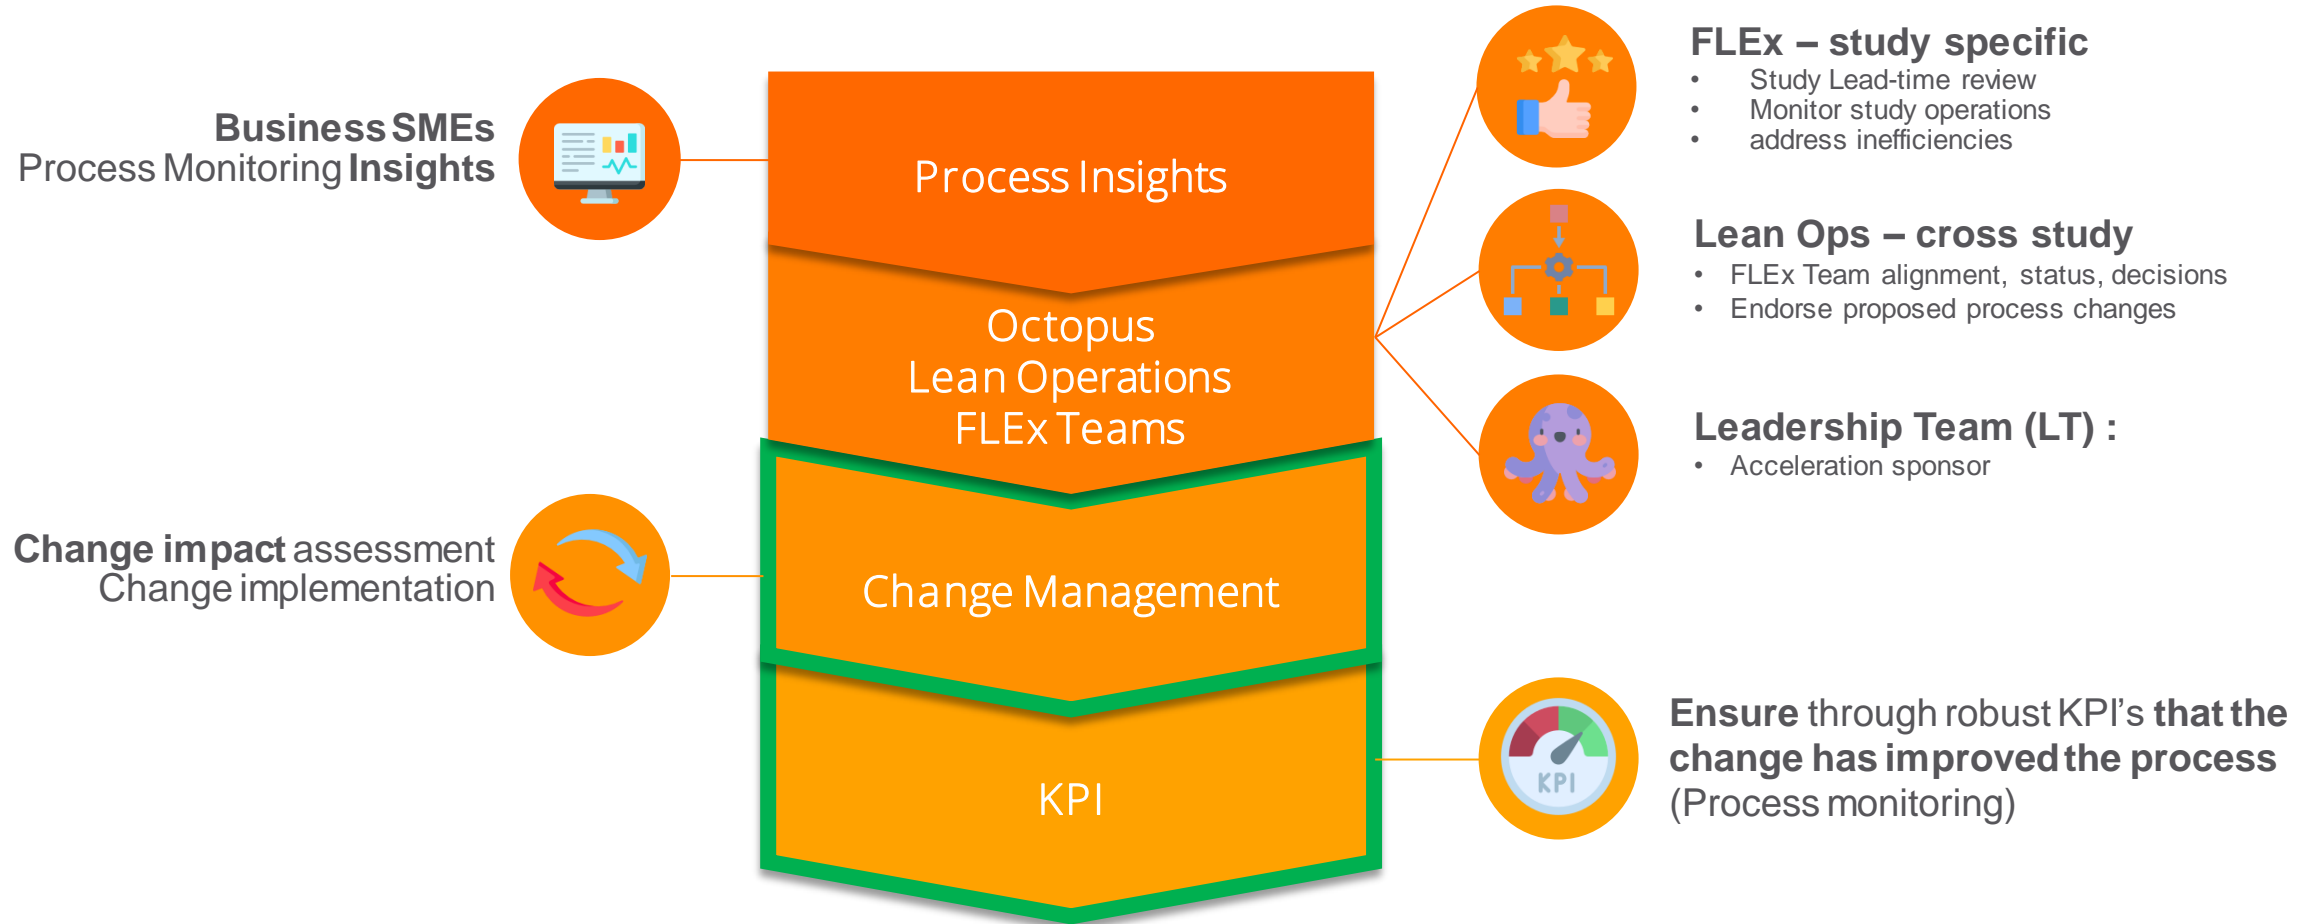 Business SMEs
Process Monitoring Insights
Process Insights
FLEx – study specific
• Study Lead-time review
• Monitor study operations
• address inefficiencies
Octopus
Lean Operations
FLEx Teams
Lean Ops – cross study
• FLEx Team alignment, status, decisions
• Endorse proposed process changes
Leadership Team (LT) :
• Acceleration sponsor
Change impact assessment
Change implementation
Change Management
KPI
KPI
Ensure through robust KPI’s that the
change has improved the process
(Process monitoring)